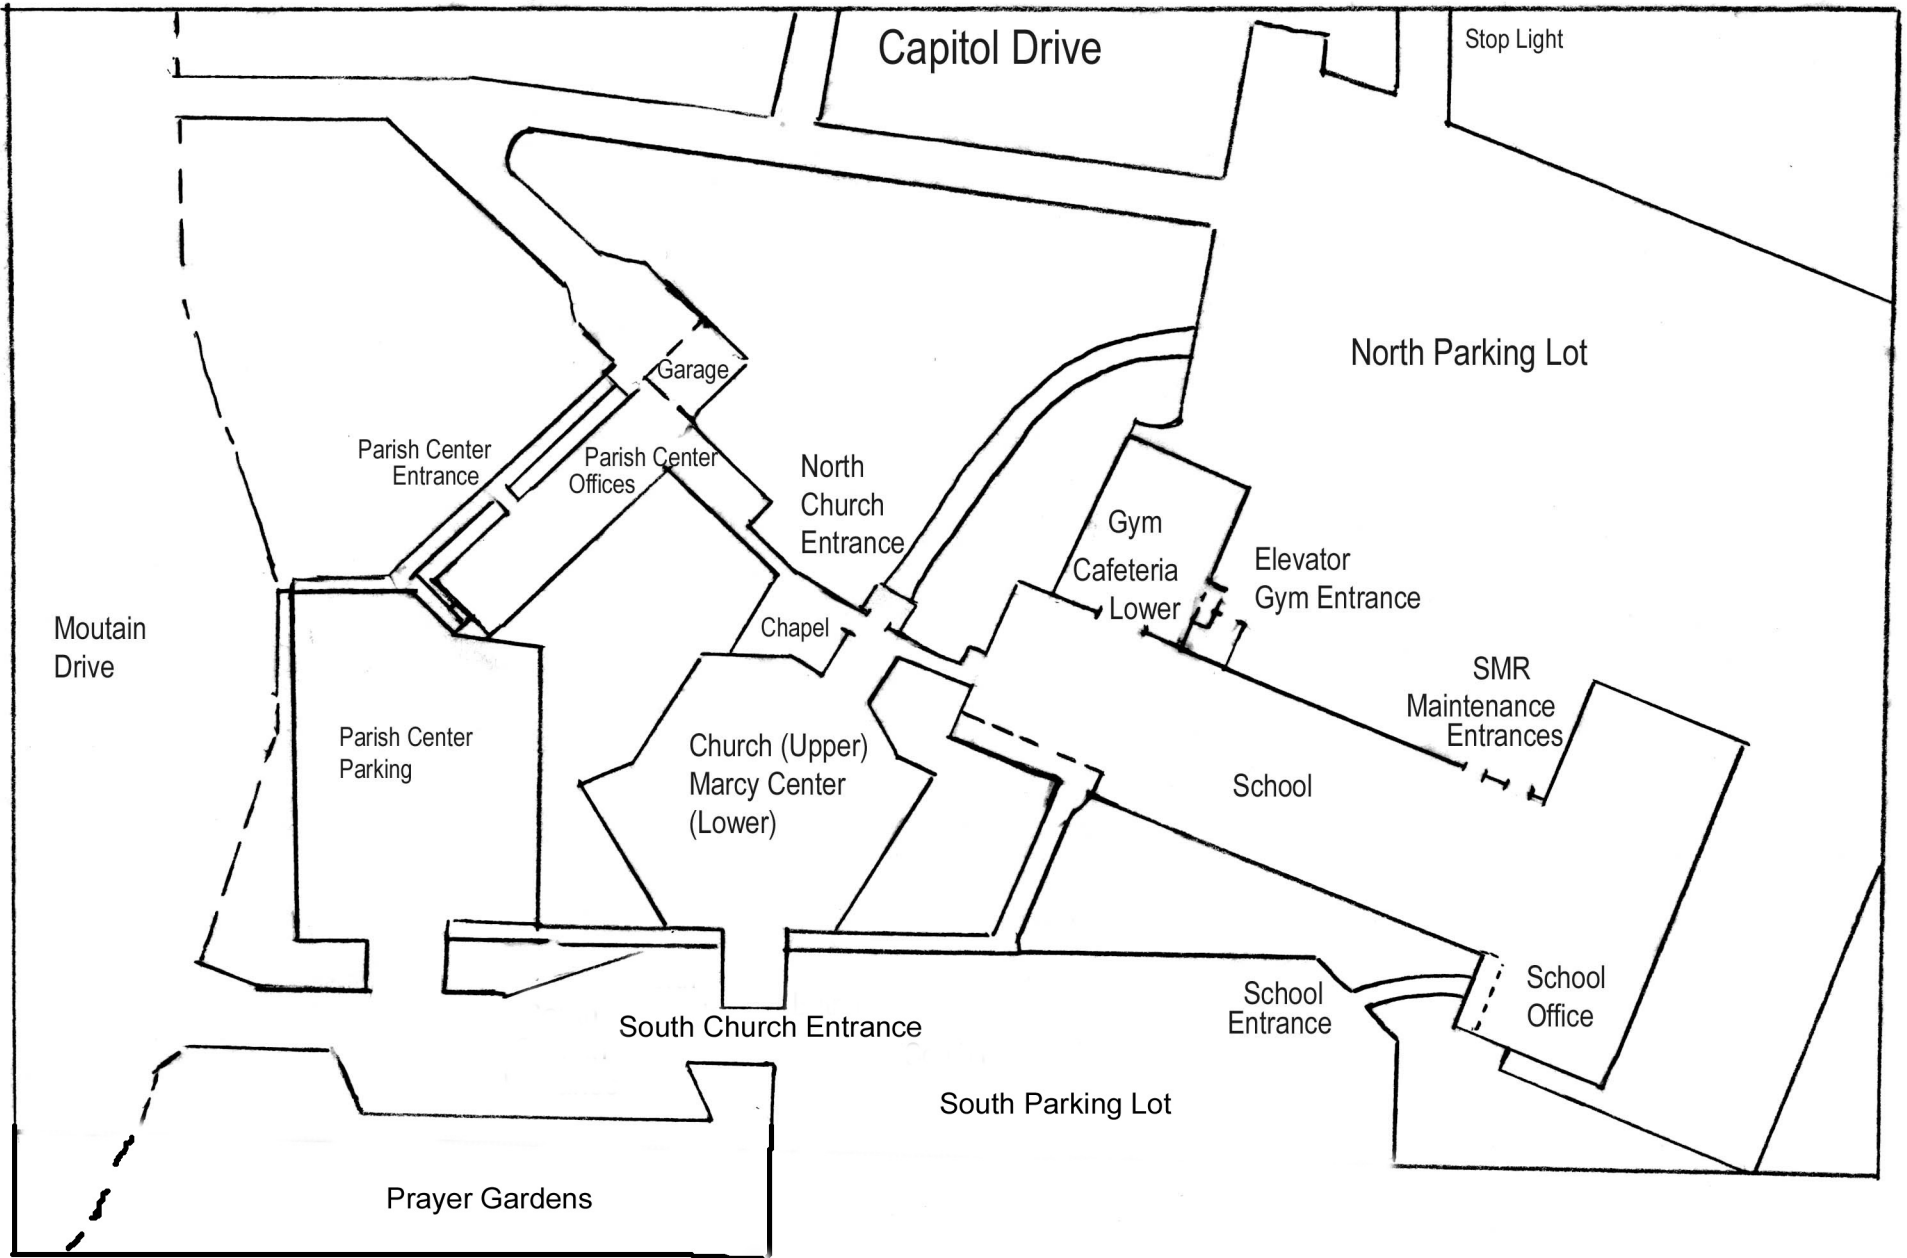 Capitol Drive
Stop Light
North Parking Lot
Garage
Parish Center
Entrance
Parish Center
Offices
North
Church
Entrance
Gym
Cafeteria
Lower
Elevator
Gym Entrance
Moutain
Drive
Chapel
SMR
Maintenance
Entrances
Parish Center
Parking
Church (Upper)
Marcy Center
(Lower)
School
School
Office
School
Entrance
South Church Entrance
South Parking Lot
Prayer Gardens